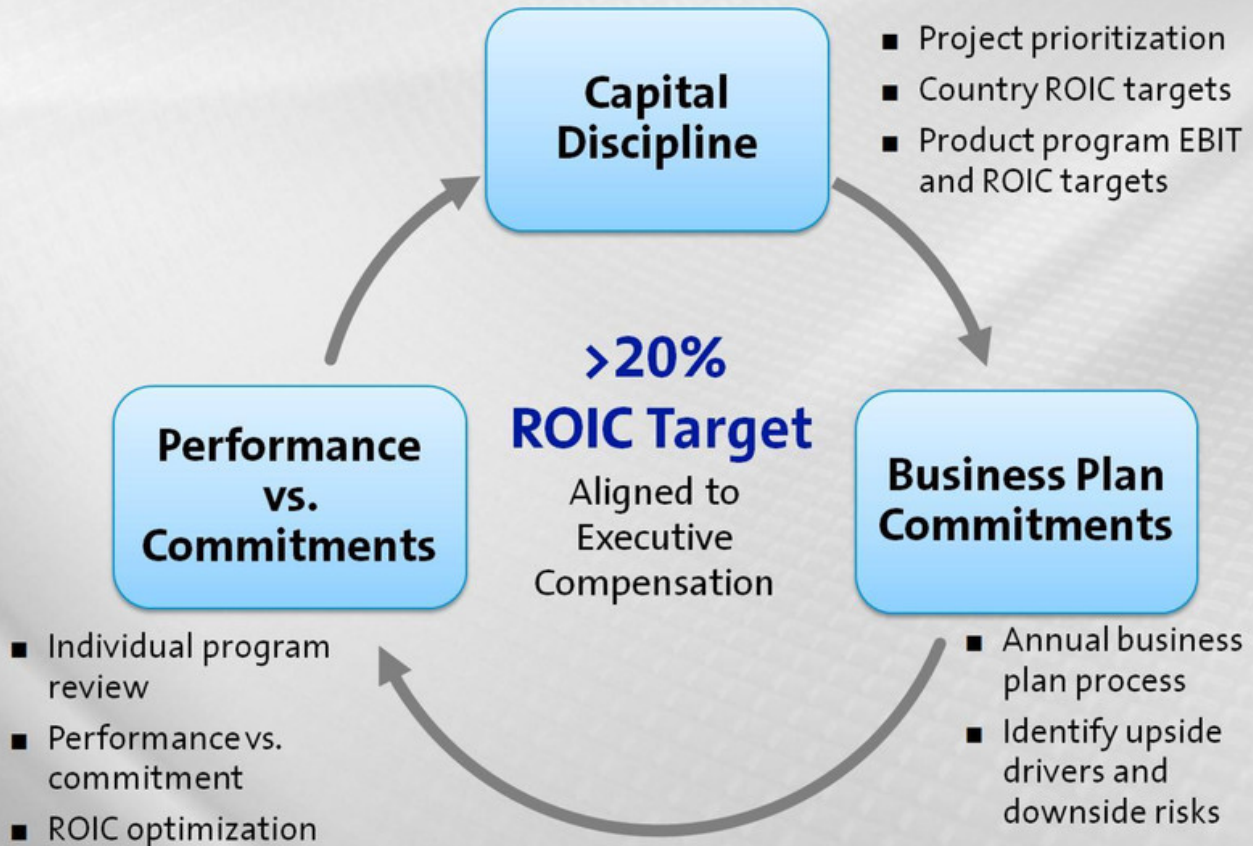 Capital
Discipline
■ Project prioritization
■ Country ROIC targets
■ Product program EBIT
and ROIC targets
>20%
ROIC Target
Aligned to
Executive
Compensation
Business Plan
Commitments
■ Annual business
plan process
■ Identify upside
drivers and
downside risks
Performance
vs.
Commitments
■ Individual program
review
■ Performance vs.
commitment
■ ROIC optimization